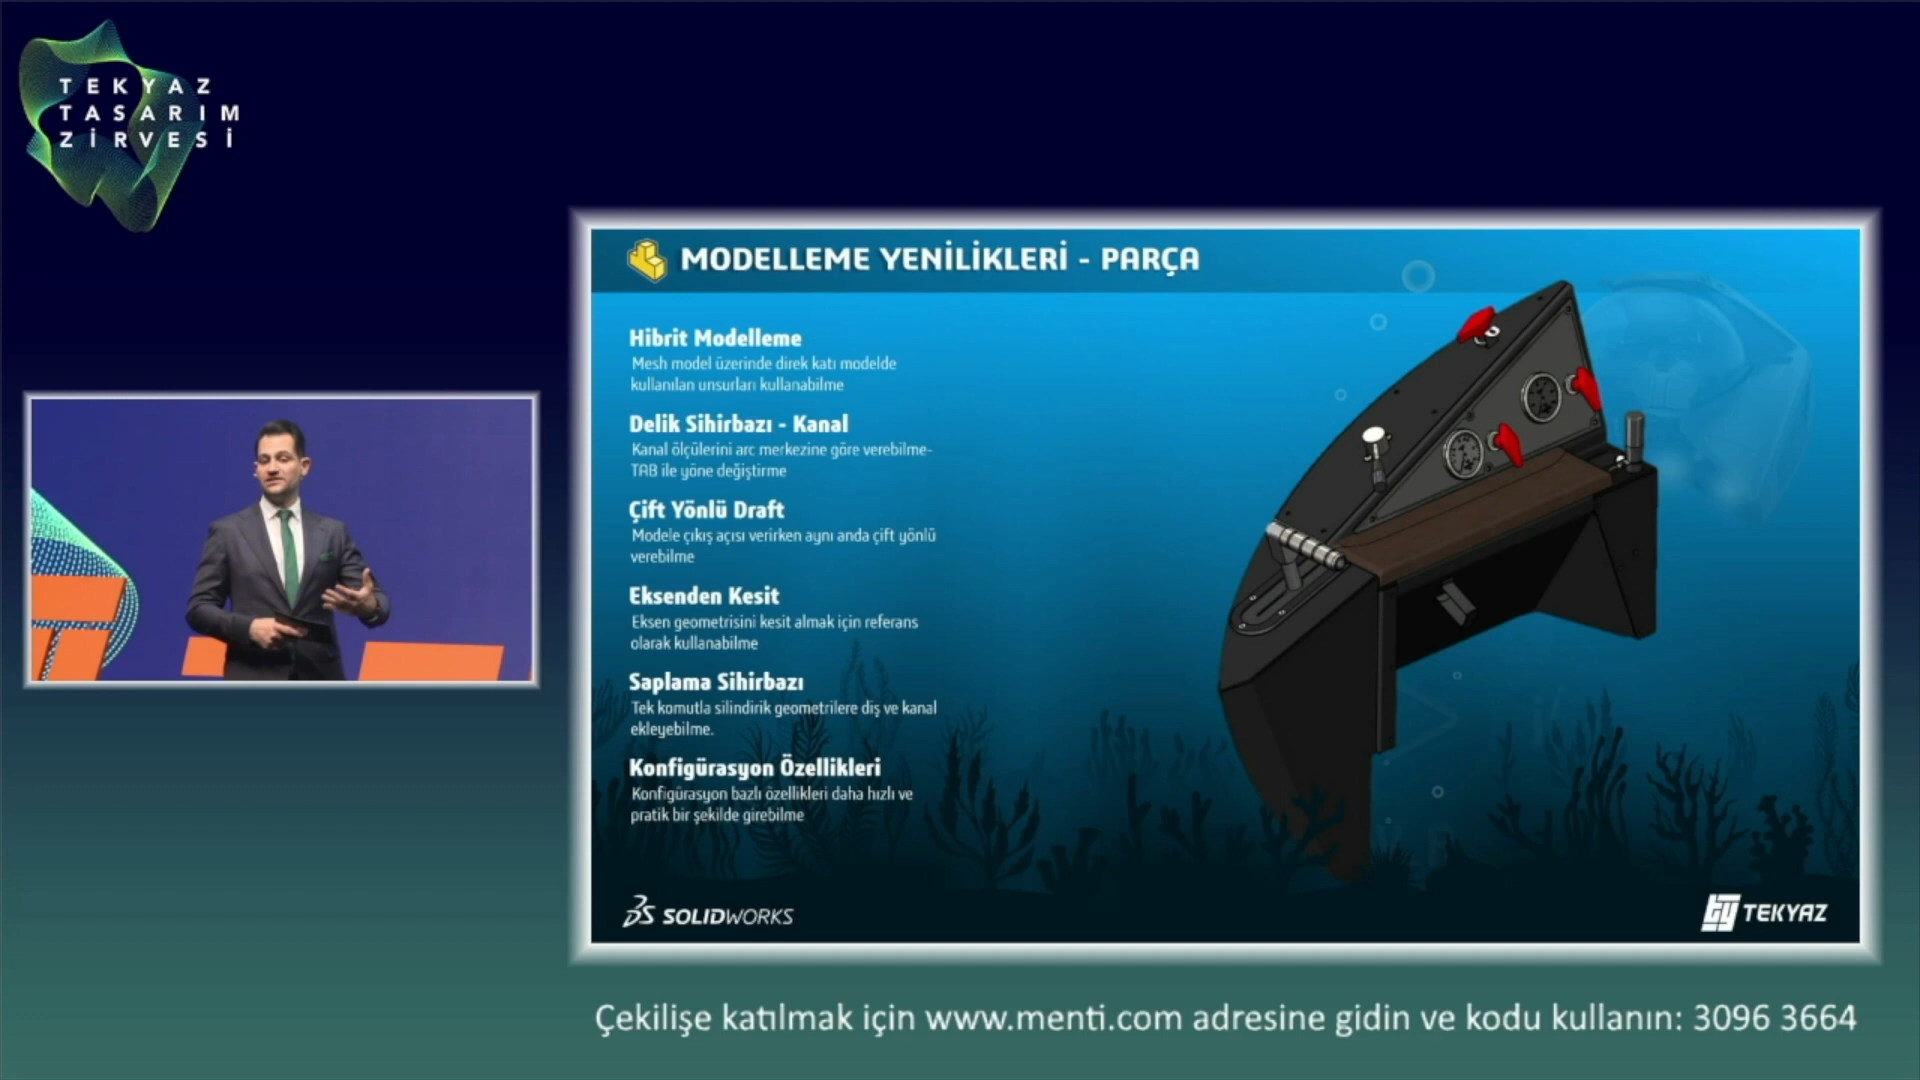 TEKYAZ
TASARIM
ZİRVESİ
MODELLEME YENİLİKLERİ - PARÇA
Hibrit Modelleme
Mesh model üzerinde direk katı modelde
kullanılan unsurları kullanabilme
Delik Sihirbazı - Kanal
Kanal ölçülerini arc merkezine göre verebilme-
TAB ile yöne değiştirme
Çift Yönlü Draft
Modele çıkış açısı verirken aynı anda çift yönlü
verebilme
Eksenden Kesit
Eksen geometrisini kesit almak için referans
olarak kullanabilme
Saplama Sihirbazı
Tek komutla silindirik geometrilere diş ve kanal
ekleyebilme.
Konfigürasyon Özellikleri
Konfigürasyon bazlı özellikleri daha hızlı ve
pratik bir şekilde girebilme
SOLIDWORKS
TEKYAZ
Çekilişe katılmak için www.menti.com adresine gidin ve kodu kullanın: 3096 3664